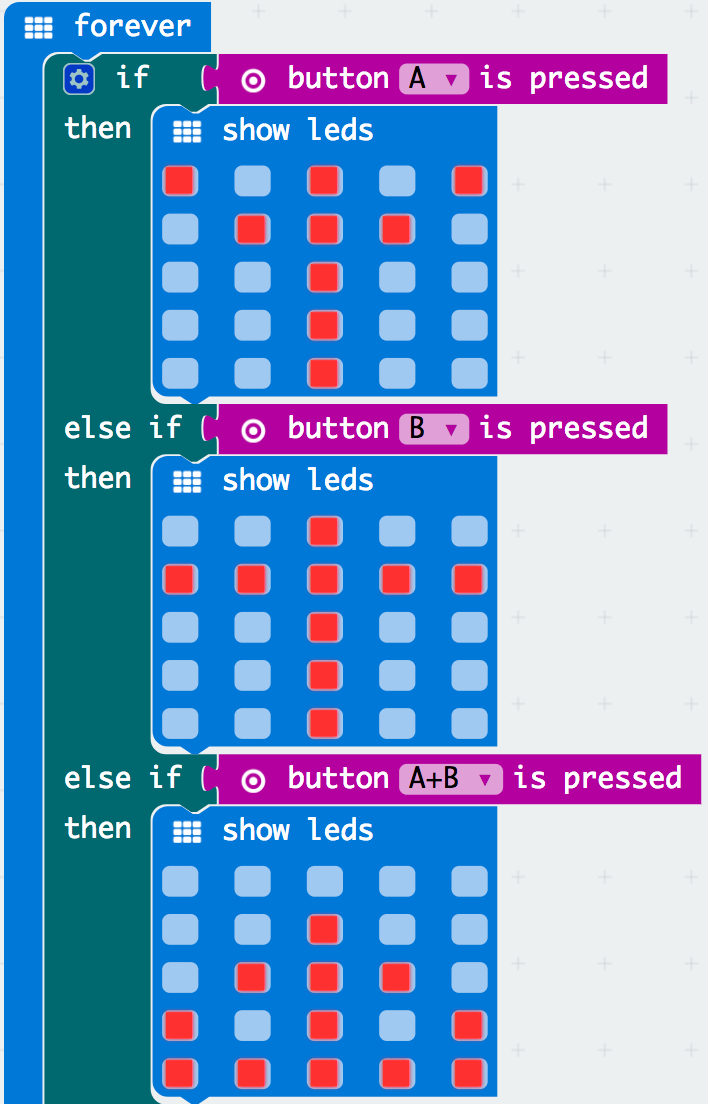 forever
if button A is pressed
then show leds
else if button B is pressed
then show leds
else if button A+B is pressed
then show leds